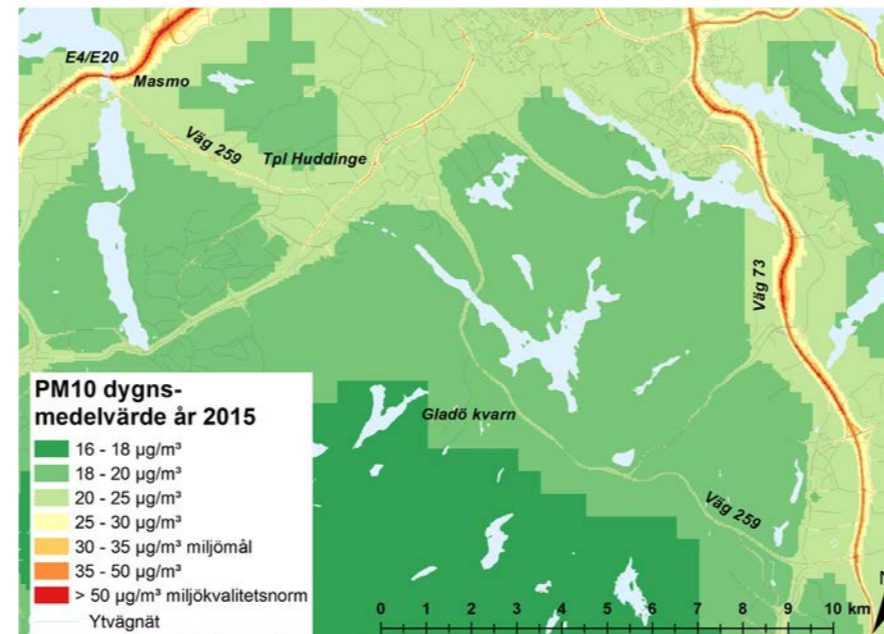 E4/E20
Masmo
Väg 259
Tpl Huddinge
Väg 73
Gladö kvarn
Väg 259
PM10 dygns-
medelvärde år 2015
16 - 18 µg/m³
18 - 20 µg/m³
20 - 25 µg/m³
25 - 30 µg/m³
30 - 35 µg/m³ miljömål
35 - 50 µg/m³
> 50 µg/m³ miljökvalitetsnorm
Ytvägnät
0 1 2 3 4 5 6 7 8 9 10 km
N